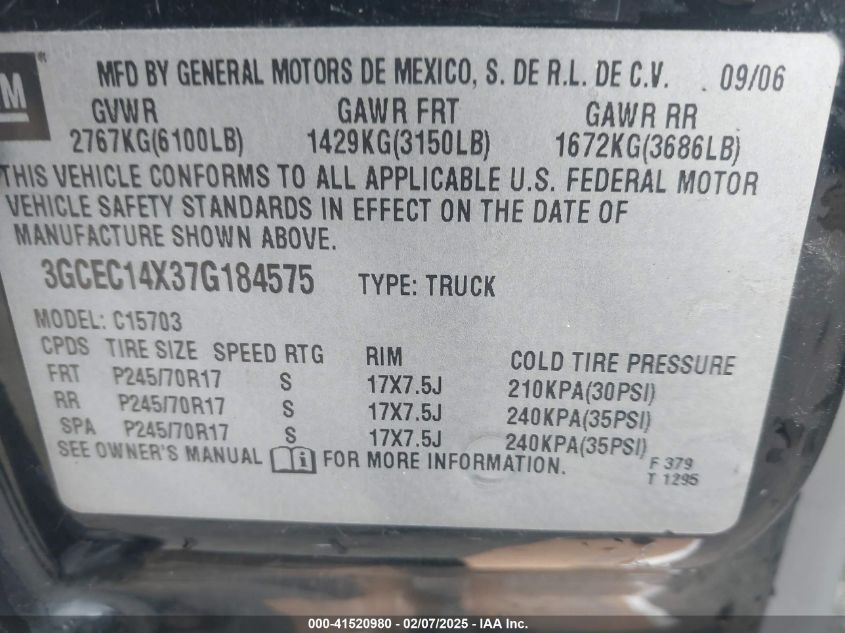 M
MFD BY GENERAL MOTORS DE MEXICO, S. DE R.L. DE C.V. 09/06
GVWR GAWR FRT GAWR RR
2767KG(6100LB) 1429KG(3150LB) 1672KG(3686LB)
THIS VEHICLE CONFORMS TO ALL APPLICABLE U.S. FEDERAL MOTOR
VEHICLE SAFETY STANDARDS IN EFFECT ON THE DATE OF
MANUFACTURE SHOWN ABOVE.
3GCEC14X37G184575 TYPE: TRUCK
MODEL: C15703
CPDS TIRE SIZE SPEED RTG RIM COLD TIRE PRESSURE
FRT P245/70R17 S 17X7.5J 210KPA(30PSI)
RR P245/70R17 S 17X7.5J 240KPA(35PSI)
SPA P245/70R17 S 17X7.5J 240KPA(35PSI)
SEE OWNER'S MANUAL FOR MORE INFORMATION.
F 379
T 1295
000-41520980 - 02/07/2025 - IAA Inc.